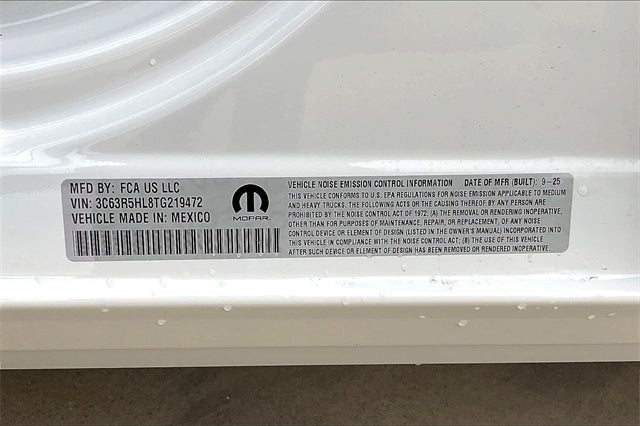 MFD BY: FCA US LLC
VIN: 3C63R5HL8TG219472
VEHICLE MADE IN: MEXICO
MOPAR
VEHICLE NOISE EMISSION CONTROL INFORMATION DATE OF MFR (BUILT): 9-25
THIS VEHICLE CONFORMS TO U.S. EPA REGULATIONS FOR NOISE EMISSION APPLICABLE TO MEDIUM
AND HEAVY TRUCKS. THE FOLLOWING ACTS OR THE CAUSING THEREOF BY ANY PERSON ARE
PROHIBITED BY THE NOISE CONTROL ACT OF 1972: (A) THE REMOVAL OR RENDERING INOPERATIVE,
OTHER THAN FOR PURPOSES OF MAINTENANCE, REPAIR, OR REPLACEMENT, OF ANY NOISE
CONTROL DEVICE OR ELEMENT OF DESIGN (LISTED IN THE OWNER'S MANUAL) INCORPORATED INTO
THIS VEHICLE IN COMPLIANCE WITH THE NOISE CONTROL ACT; (B) THE USE OF THIS VEHICLE
AFTER SUCH DEVICE OR ELEMENT OF DESIGN HAS BEEN REMOVED OR RENDERED INOPERATIVE.